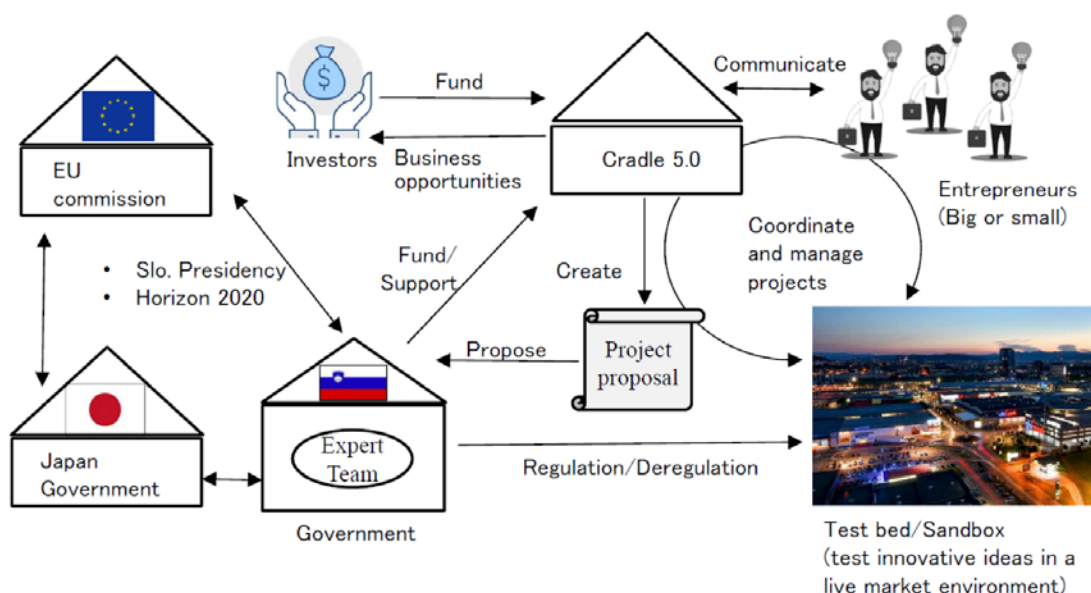 Fund
Communicate
Investors
Business
opportunities
Cradle 5.0
Entrepreneurs
(Big or small)
EU
commission
Coordinate
and manage
projects
Fund/
Support
• Slo. Presidency
• Horizon 2020
Create
Propose
Project
proposal
Expert
Team
Japan
Government
Regulation/Deregulation
Government
Test bed/Sandbox
(test innovative ideas in a
live market environment)